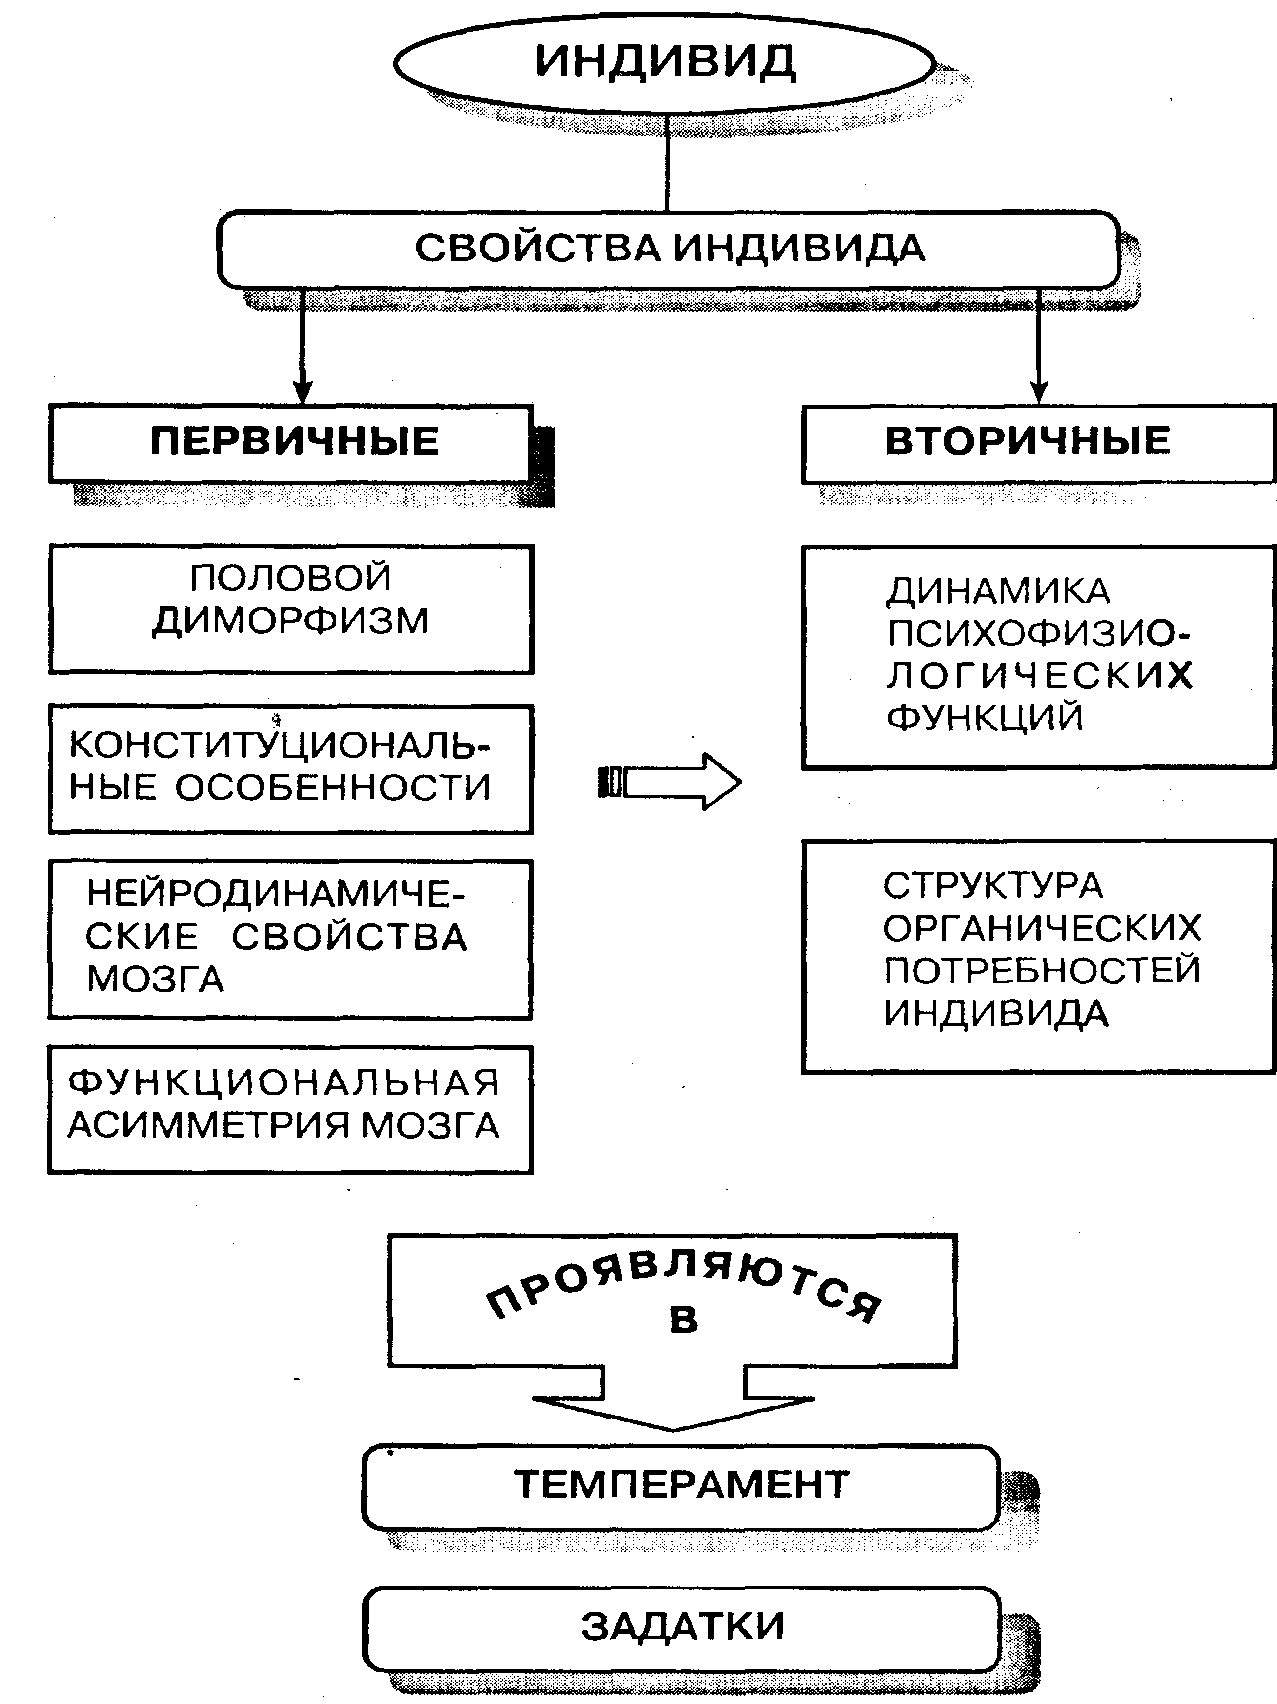 ИНДИВИД
СВОЙСТВА ИНДИВИДА
ПЕРВИЧНЫЕ
ПОЛОВОЙ
ДИМОРФИЗМ
КОНСТИТУЦИОНАЛЬ-
НЫЕ ОСОБЕННОСТИ
НЕЙРОДИНАМИЧЕ-
СКИЕ СВОЙСТВА
МОЗГА
ФУНКЦИОНАЛЬНАЯ
АСИММЕТРИЯ МОЗГА
ВТОРИЧНЫЕ
ДИНАМИКА
ПСИХОФИЗИО-
ЛОГИЧЕСКИХ
ФУНКЦИЙ
СТРУКТУРА
ОРГАНИЧЕСКИХ
ПОТРЕБНОСТЕЙ
ИНДИВИДА
ПРОЯВЛЯЮТСЯ
В
ТЕМПЕРАМЕНТ
ЗАДАТКИ